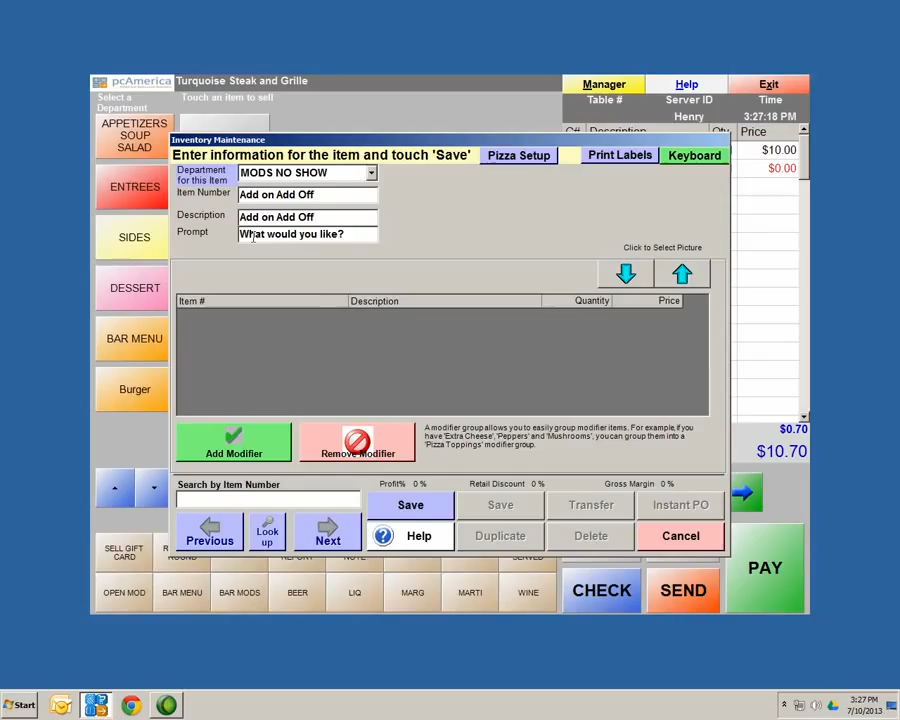 pcAmerica
Turquoise Steak and Grille
Manager
Help
Exit
Select a
Department
Touch an item to sell
Table #
Server ID
Time
Henry
3:27:18 PM
APPETIZERS
SOUP
SALAD
ENTREES
SIDES
DESSERT
BAR MENU
Burger
C#
Description
Qty
Price
$10.00
$0.00
Inventory Maintenance
Enter information for the item and touch 'Save'
Pizza Setup
Print Labels
Keyboard
Department
for this Item
MODS NO SHOW
Item Number
Add on Add Off
Description
Add on Add Off
Prompt
What would you like?
Click to Select Picture
Item #
Description
Quantity
Price
Add Modifier
Remove Modifier
A modifier group allows you to easily group modifier items. For example, if you
have 'Extra Cheese', 'Peppers' and 'Mushrooms', you can group them into a
'Pizza Toppings' modifier group.
Search by Item Number
Profit% 0 %
Retail Discount 0 %
Gross Margin 0 %
Save
Save
Transfer
Instant PO
Previous
Look
up
Next
Help
Duplicate
Delete
Cancel
$0.70
$10.70
SELL GIFT
CARD
OPEN MOD
BAR MENU
BAR MODS
BEER
LIQ
MARG
MARTI
WINE
CHECK
SEND
PAY
Start
3:27 PM
7/10/2013